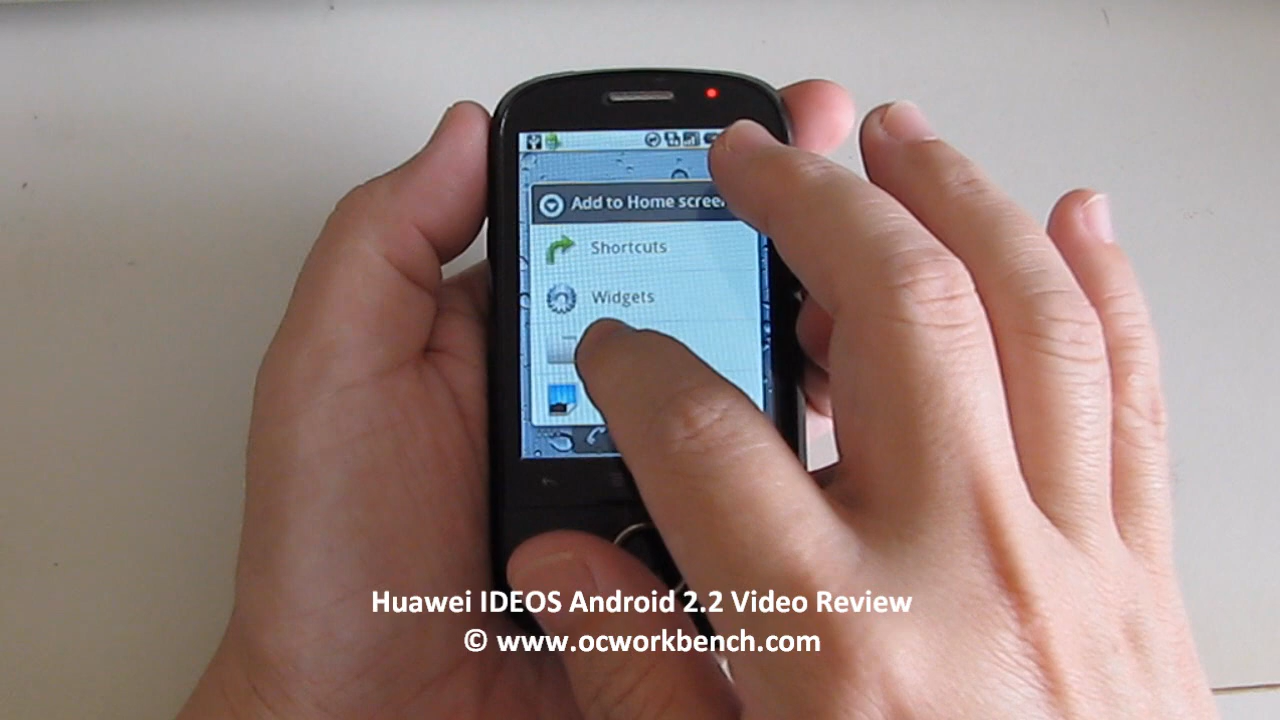 Add to Home screen
Shortcuts
Widgets
Huawei IDEOS Android 2.2 Video Review
© www.ocworkbench.com